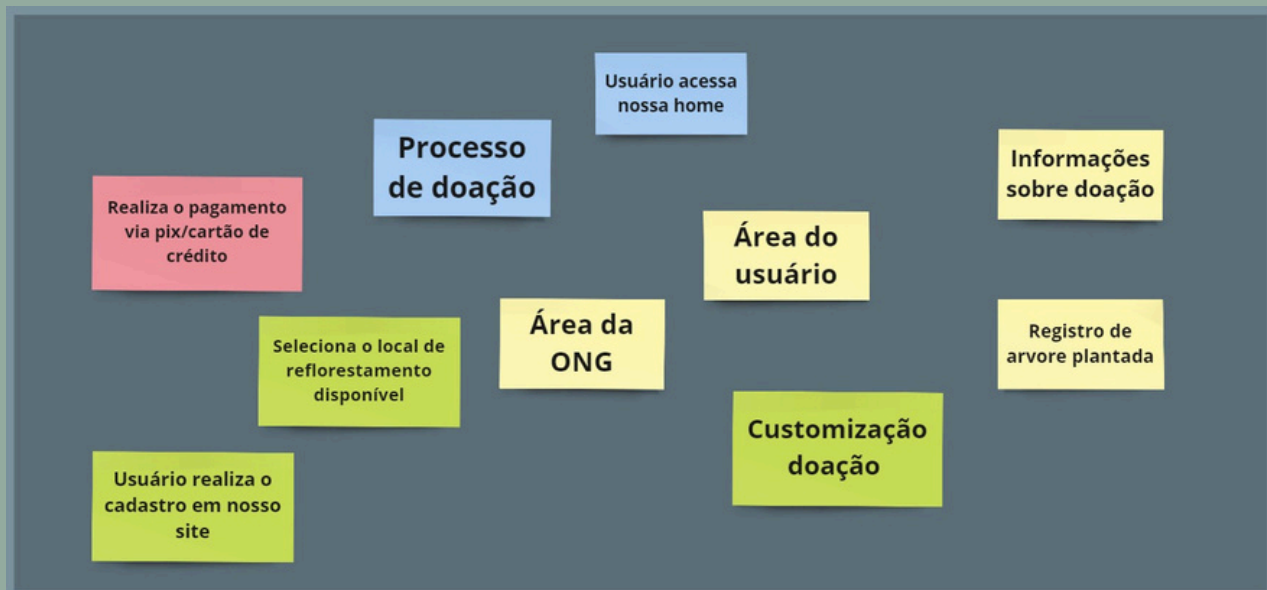 Usuário acessa
nossa home
Processo
de doação
Informações
sobre doação
Realiza o pagamento
via pix/cartão de
crédito
Área do
usuário
Área da
ONG
Registro de
arvore plantada
Seleciona o local de
reflorestamento
disponível
Customização
doação
Usuário realiza o
cadastro em nosso
site